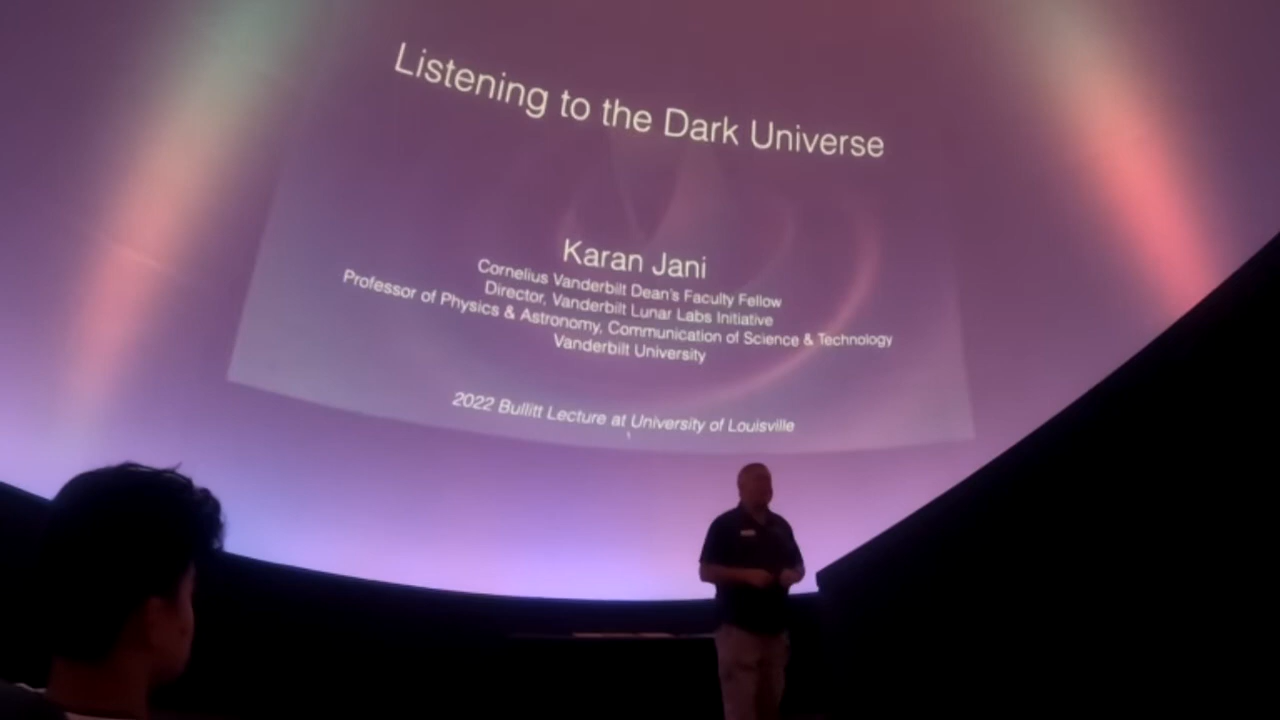 Listening to the Dark Universe
Karan Jani
Cornelius Vanderbilt Dean's Faculty Fellow
Director, Vanderbilt Lunar Labs Initiative
Professor of Physics & Astronomy, Communication of Science & Technology
Vanderbilt University
2022 Bullitt Lecture at University of Louisville